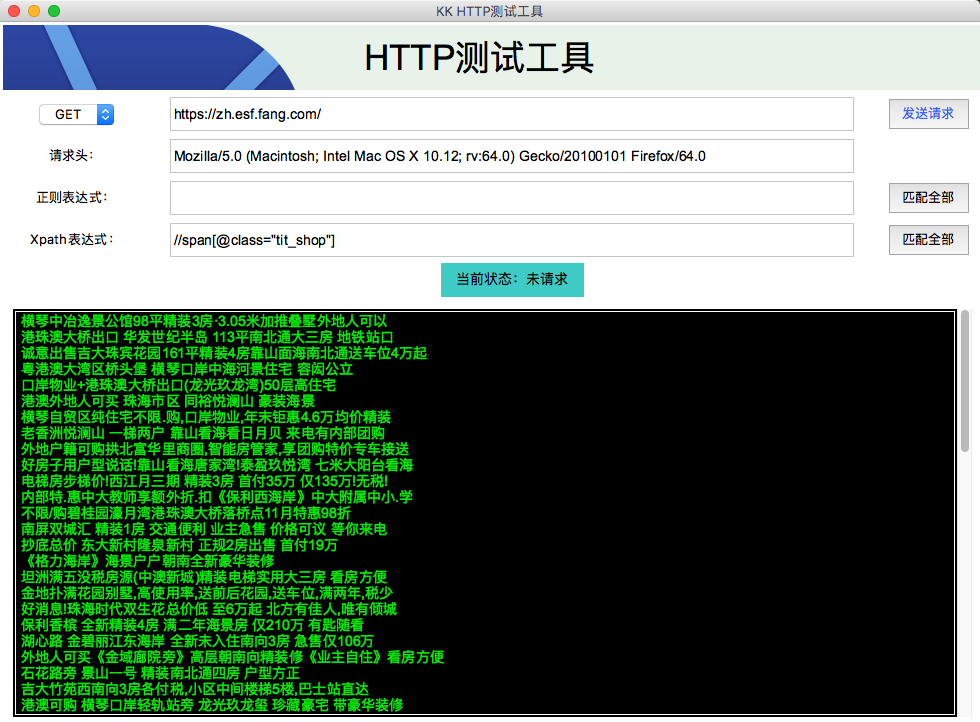 KK HTTP测试工具
HTTP测试工具
GET
https://zh.esf.fang.com/
发送请求
请求头:
Mozilla/5.0 (Macintosh; Intel Mac OS X 10.12; rv:64.0) Gecko/20100101 Firefox/64.0
正则表达式:
匹配全部
Xpath表达式:
//span[@class="tit_shop"]
匹配全部
当前状态：未请求
横琴中冶逸景公馆98平精装3房·3.05米加推叠墅外地人可以
港珠澳大桥出口 华发世纪半岛 113平南北通大三房 地铁站口
诚意出售吉大珠宾花园161平精装4房靠山面海南北通送车位4万起
粤港澳大湾区桥头堡 横琴口岸中海河景住宅 容闳公立
口岸物业+港珠澳大桥出口(龙光玖龙湾)50层高住宅
港澳外地人可买 珠海市区 同裕悦澜山 豪装海景
横琴自贸区纯住宅不限.购,口岸物业,年末钜惠4.6万均价精装
老香洲悦澜山 一梯两户 靠山看海看日月贝 来电有内部团购
外地户籍可购拱北富华里商圈,智能房管家,享团购特价专车接送
好房子用户型说话!靠山看海唐家湾!泰盈玖悦湾 七米大阳台看海
电梯房步梯价!西江月三期 精装3房 首付35万 仅135万!无税!
内部特.惠中大教师享额外折.扣《保利西海岸》中大附属中小.学
不限/购碧桂园濠月湾港珠澳大桥落桥点11月特惠98折
南屏双城汇 精装1房 交通便利 业主急售 价格可议 等你来电
抄底总价 东大新村隆泉新村 正规2房出售 首付19万
《格力海岸》海景户户朝南全新豪华装修
坦洲满五没税房源(中澳新城)精装电梯实用大三房 看房方便
金地扑满花园别墅,高使用率,送前后花园,送车位,满两年,税少
好消息!珠海时代双生花总价低 至6万起 北方有佳人,唯有倾城
保利香槟 全新精装4房 满二年海景房 仅210万 有匙随看
湖心路 金碧丽江东海岸 全新未入住南向3房 急售仅106万
外地人可买《金域廊院旁》高层朝南向精装修《业主自住》看房方便
石花路旁 景山一号 精装南北通四房 户型方正
吉大竹苑西南向3房各付税,小区中间楼梯5楼,巴士站直达
港澳可购 横琴口岸轻轨站旁 龙光玖龙玺 珍藏豪宅 带豪华装修